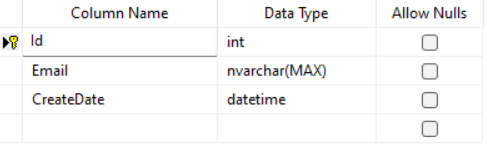 Column Name Data Type Allow Nulls
Id int
Email nvarchar(MAX)
CreateDate datetime